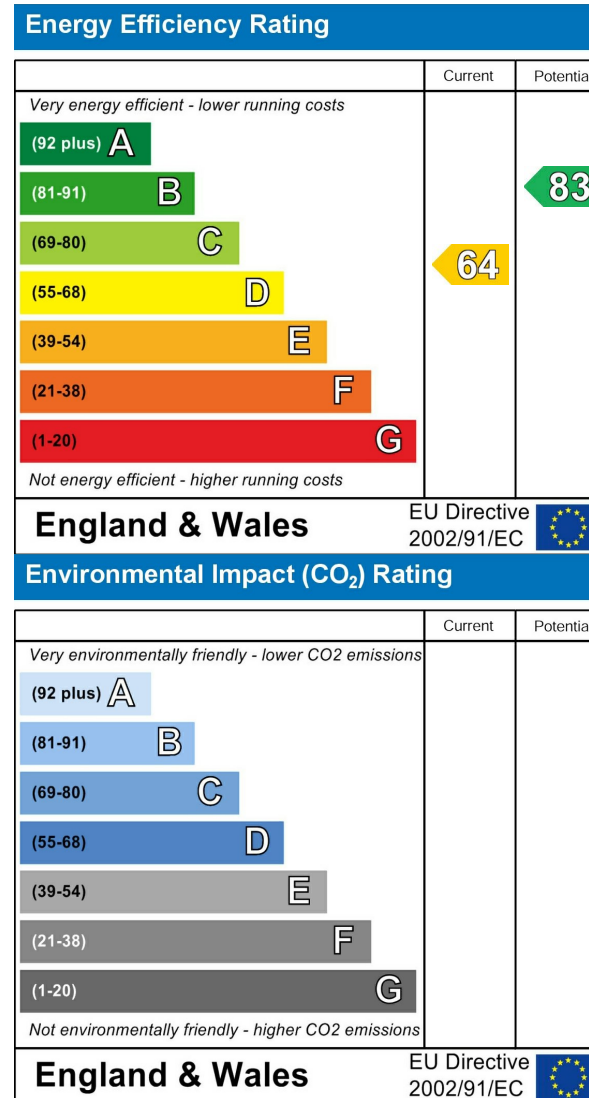 Energy Efficiency Rating
Current
Very energy efficient - lower running costs
(92 plus) A
(81-91) B
83
(69-80) C
64
(55-68) D
(39-54) E
(21-38) F
(1-20) G
Not energy efficient - higher running costs
England & Wales
EU Directive
2002/91/EC
Environmental Impact (CO₂) Rating
Current
Very environmentally friendly - lower CO2 emissions
(92 plus) A
(81-91) B
(69-80) C
(55-68) D
(39-54) E
(21-38) F
(1-20) G
Not environmentally friendly - higher CO2 emissions
England & Wales
EU Directive
2002/91/EC